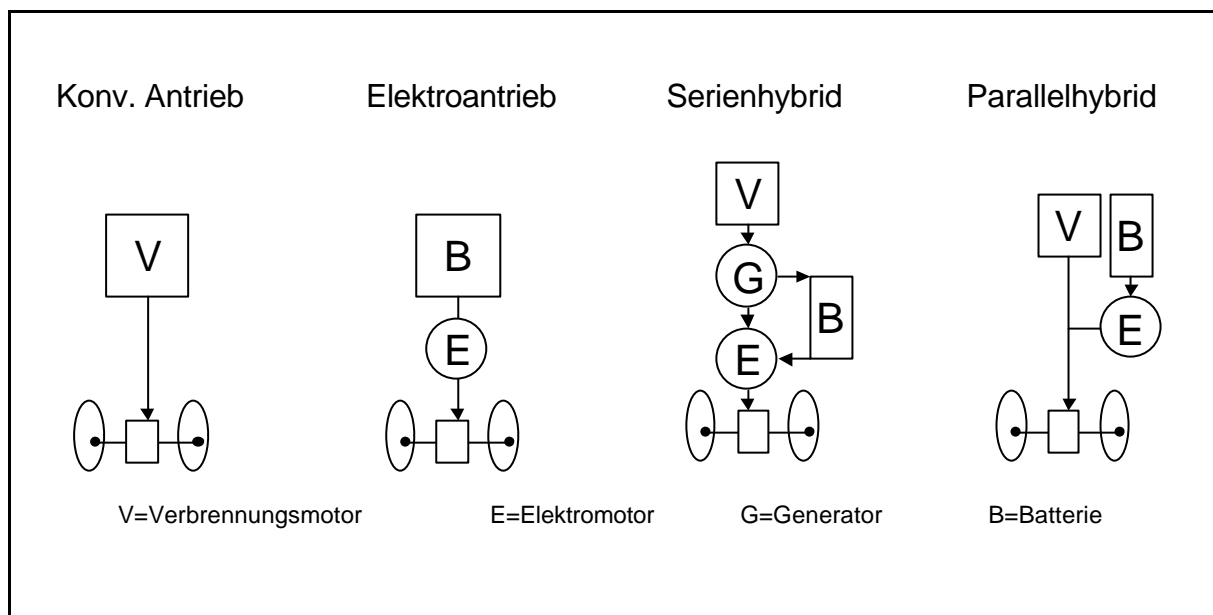 Konv. Antrieb Elektroantrieb Serienhybrid Parallelhybrid
V
V B
V B
G
B
E E
E
V=Verbrennungsmotor E=Elektromotor G=Generator B=Batterie